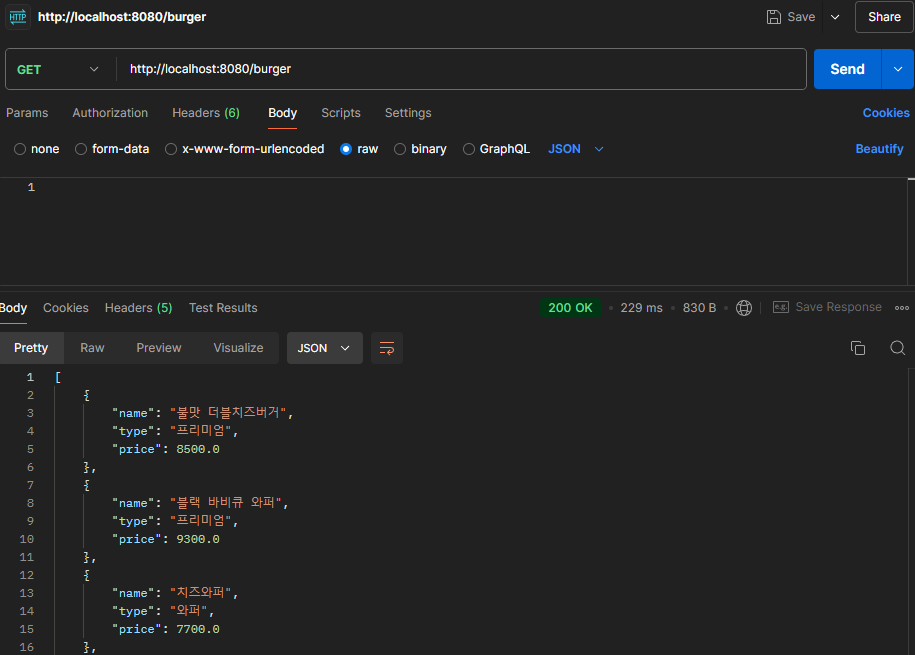 HTTP http://localhost:8080/burger Save Share
GET http://localhost:8080/burger Send
Params Authorization Headers (6) Body Scripts Settings Cookies
none form-data x-www-form-urlencoded raw binary GraphQL JSON Beautify
1
Body Cookies Headers (5) Test Results 200 OK 229 ms 830 B e.g. Save Response
Pretty Raw Preview Visualize JSON
1 [
2 {
3 "name": "불맛 더블치즈버거",
4 "type": "프리미엄",
5 "price": 8500.0
6 },
7 {
8 "name": "블랙 바비큐 와퍼",
9 "type": "프리미엄",
10 "price": 9300.0
11 },
12 {
13 "name": "치즈와퍼",
14 "type": "와퍼",
15 "price": 7700.0
16 },